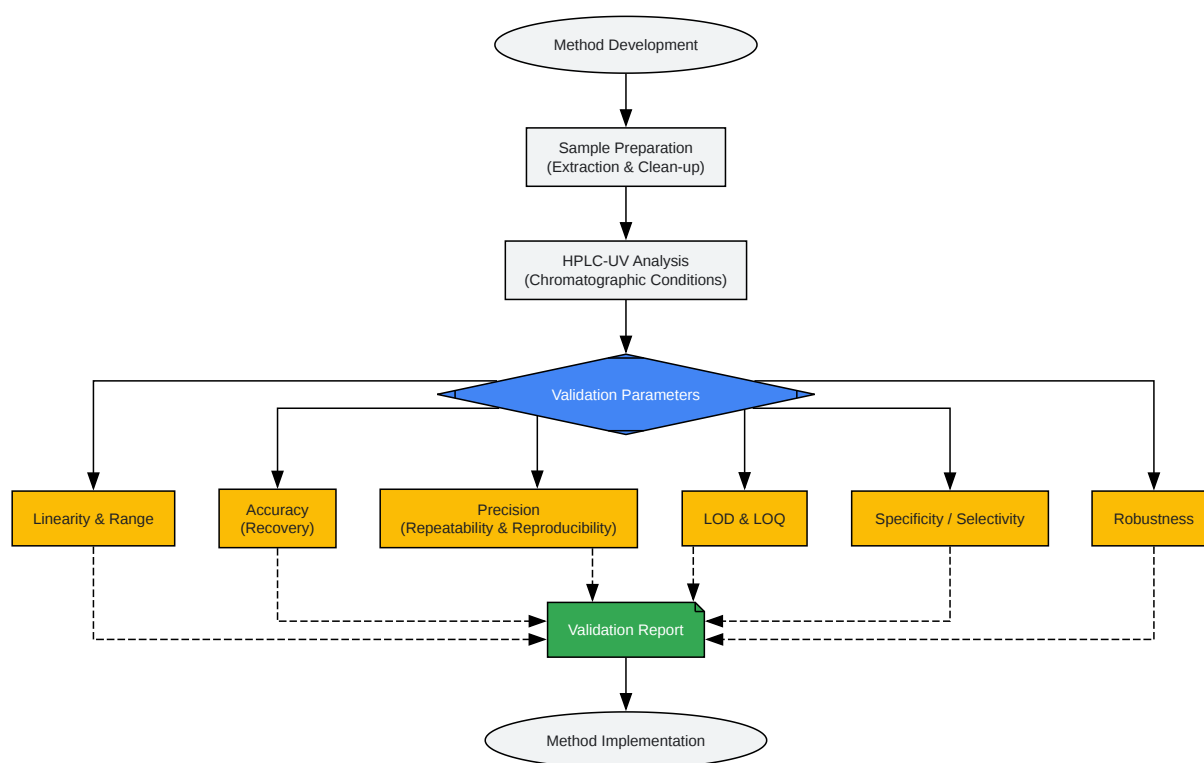 Method Development
Sample Preparation
(Extraction & Clean-up)
HPLC-UV Analysis
(Chromatographic Conditions)
Validation Parameters
Linearity & Range
Accuracy
(Recovery)
Precision
(Repeatability & Reproducibility)
LOD & LOQ
Specificity / Selectivity
Robustness
Validation Report
Method Implementation